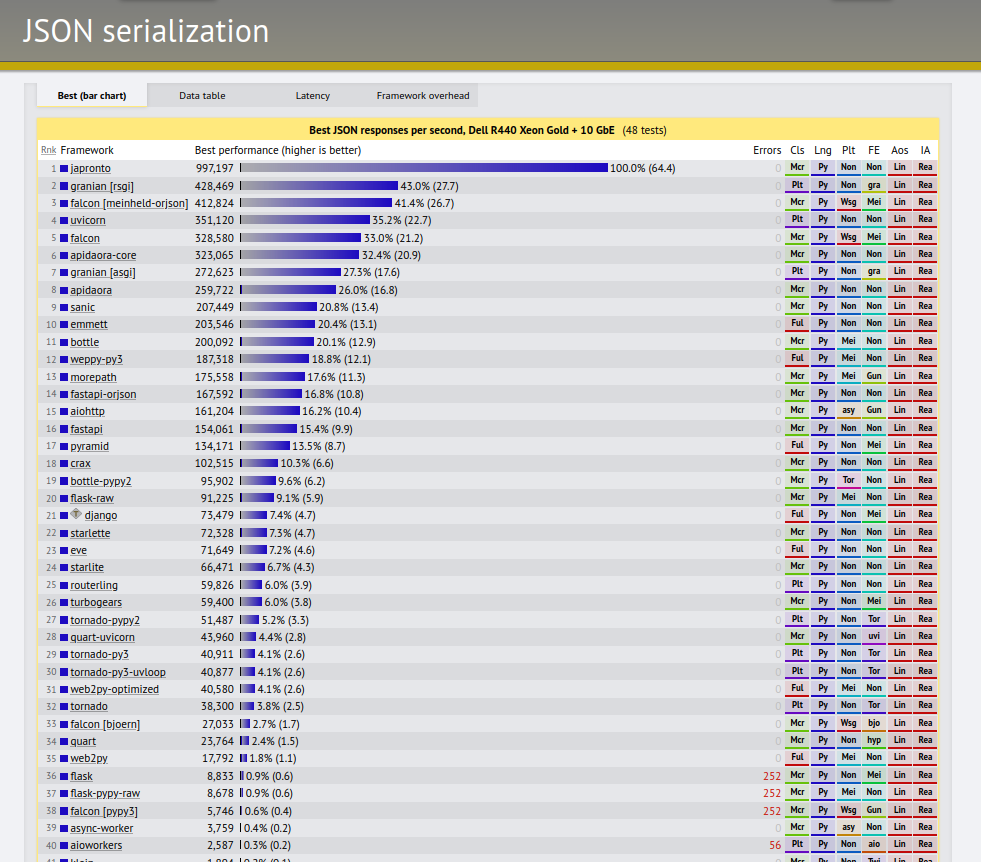 JSON serialization
Best (bar chart) Data table Latency Framework overhead
Best JSON responses per second, Dell R440 Xeon Gold + 10 GbE (48 tests)
Rnk Framework Best performance (higher is better) Errors Cls Lng Plt FE Aos IA
1 japronto 997,197 100.0% (64.4) 0 Mcr Py Non Non Lin Rea
2 granian [rsgi] 428,469 43.0% (27.7) 0 Plt Py Non gra Lin Rea
3 falcon [meinheld-orjson] 412,824 41.4% (26.7) 0 Mcr Py Wsg Mei Lin Rea
4 uvicorn 351,120 35.2% (22.7) 0 Plt Py Non Non Lin Rea
5 falcon 328,580 33.0% (21.2) 0 Mcr Py Wsg Mei Lin Rea
6 apidaora-core 323,065 32.4% (20.9) 0 Mcr Py Non Non Lin Rea
7 granian [asgi] 272,623 27.3% (17.6) 0 Plt Py Non gra Lin Rea
8 apidaora 259,722 26.0% (16.8) 0 Mcr Py Non Non Lin Rea
9 sanic 207,449 20.8% (13.4) 0 Mcr Py Non Non Lin Rea
10 emmett 203,546 20.4% (13.1) 0 Ful Py Non Non Lin Rea
11 bottle 200,092 20.1% (12.9) 0 Mcr Py Mei Non Lin Rea
12 weppy-py3 187,318 18.8% (12.1) 0 Ful Py Mei Non Lin Rea
13 morepath 175,558 17.6% (11.3) 0 Mcr Py Mei Gun Lin Rea
14 fastapi-orjson 167,592 16.8% (10.8) 0 Mcr Py Non Non Lin Rea
15 aiohttp 161,204 16.2% (10.4) 0 Mcr Py asy Gun Lin Rea
16 fastapi 154,061 15.4% (9.9) 0 Mcr Py Non Non Lin Rea
17 pyramid 134,171 13.5% (8.7) 0 Ful Py Non Mei Lin Rea
18 crax 102,515 10.3% (6.6) 0 Mcr Py Non Non Lin Rea
19 bottle-pypy2 95,902 9.6% (6.2) 0 Mcr Py Tor Non Lin Rea
20 flask-raw 91,225 9.1% (5.9) 0 Mcr Py Mei Non Lin Rea
21 T django 73,479 7.4% (4.7) 0 Ful Py Non Mei Lin Rea
22 starlette 72,328 7.3% (4.7) 0 Mcr Py Non Non Lin Rea
23 eve 71,649 7.2% (4.6) 0 Ful Py Non Non Lin Rea
24 starlite 66,471 6.7% (4.3) 0 Mcr Py Non Non Lin Rea
25 routerling 59,826 6.0% (3.9) 0 Plt Py Non Non Lin Rea
26 turbogears 59,400 6.0% (3.8) 0 Mcr Py Non Mei Lin Rea
27 tornado-pypy2 51,487 5.2% (3.3) 0 Plt Py Non Tor Lin Rea
28 quart-uvicorn 43,960 4.4% (2.8) 0 Mcr Py Non uvi Lin Rea
29 tornado-py3 40,911 4.1% (2.6) 0 Plt Py Non Tor Lin Rea
30 tornado-py3-uvloop 40,877 4.1% (2.6) 0 Plt Py Non Tor Lin Rea
31 web2py-optimized 40,580 4.1% (2.6) 0 Ful Py Mei Non Lin Rea
32 tornado 38,300 3.8% (2.5) 0 Plt Py Non Tor Lin Rea
33 falcon [bjoern] 27,033 2.7% (1.7) 0 Mcr Py Wsg bjo Lin Rea
34 quart 23,764 2.4% (1.5) 0 Mcr Py Non hyp Lin Rea
35 web2py 17,792 1.8% (1.1) 0 Ful Py Mei Non Lin Rea
36 flask 8,833 0.9% (0.6) 252 Mcr Py Non Mei Lin Rea
37 flask-pypy-raw 8,678 0.9% (0.6) 252 Mcr Py Mei Non Lin Rea
38 falcon [pypy3] 5,746 0.6% (0.4) 252 Mcr Py Wsg Gun Lin Rea
39 async-worker 3,759 0.4% (0.2) 0 Mcr Py asy Non Lin Rea
40 aioworkers 2,587 0.3% (0.2) 56 Plt Py Non aio Lin Rea